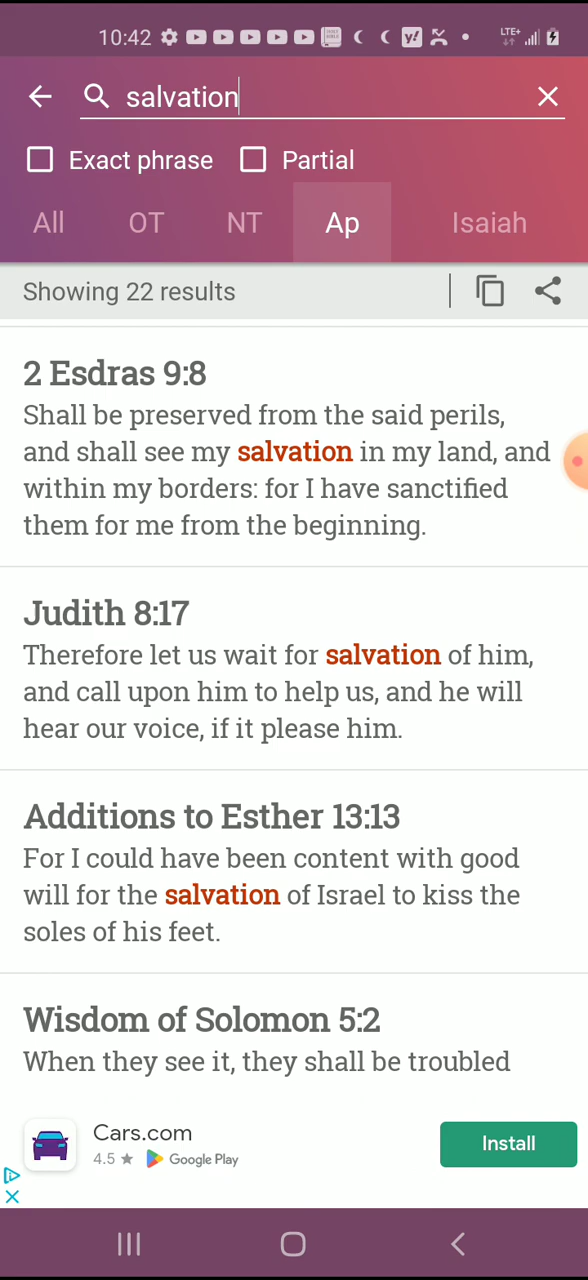 10:42 y! LTE+
salvation
Exact phrase Partial
All OT NT Ap Isaiah
Showing 22 results
2 Esdras 9:8
Shall be preserved from the said perils,
and shall see my salvation in my land, and
within my borders: for I have sanctified
them for me from the beginning.
Judith 8:17
Therefore let us wait for salvation of him,
and call upon him to help us, and he will
hear our voice, if it please him.
Additions to Esther 13:13
For I could have been content with good
will for the salvation of Israel to kiss the
soles of his feet.
Wisdom of Solomon 5:2
When they see it, they shall be troubled
Cars.com
4.5 ★ Google Play
Install